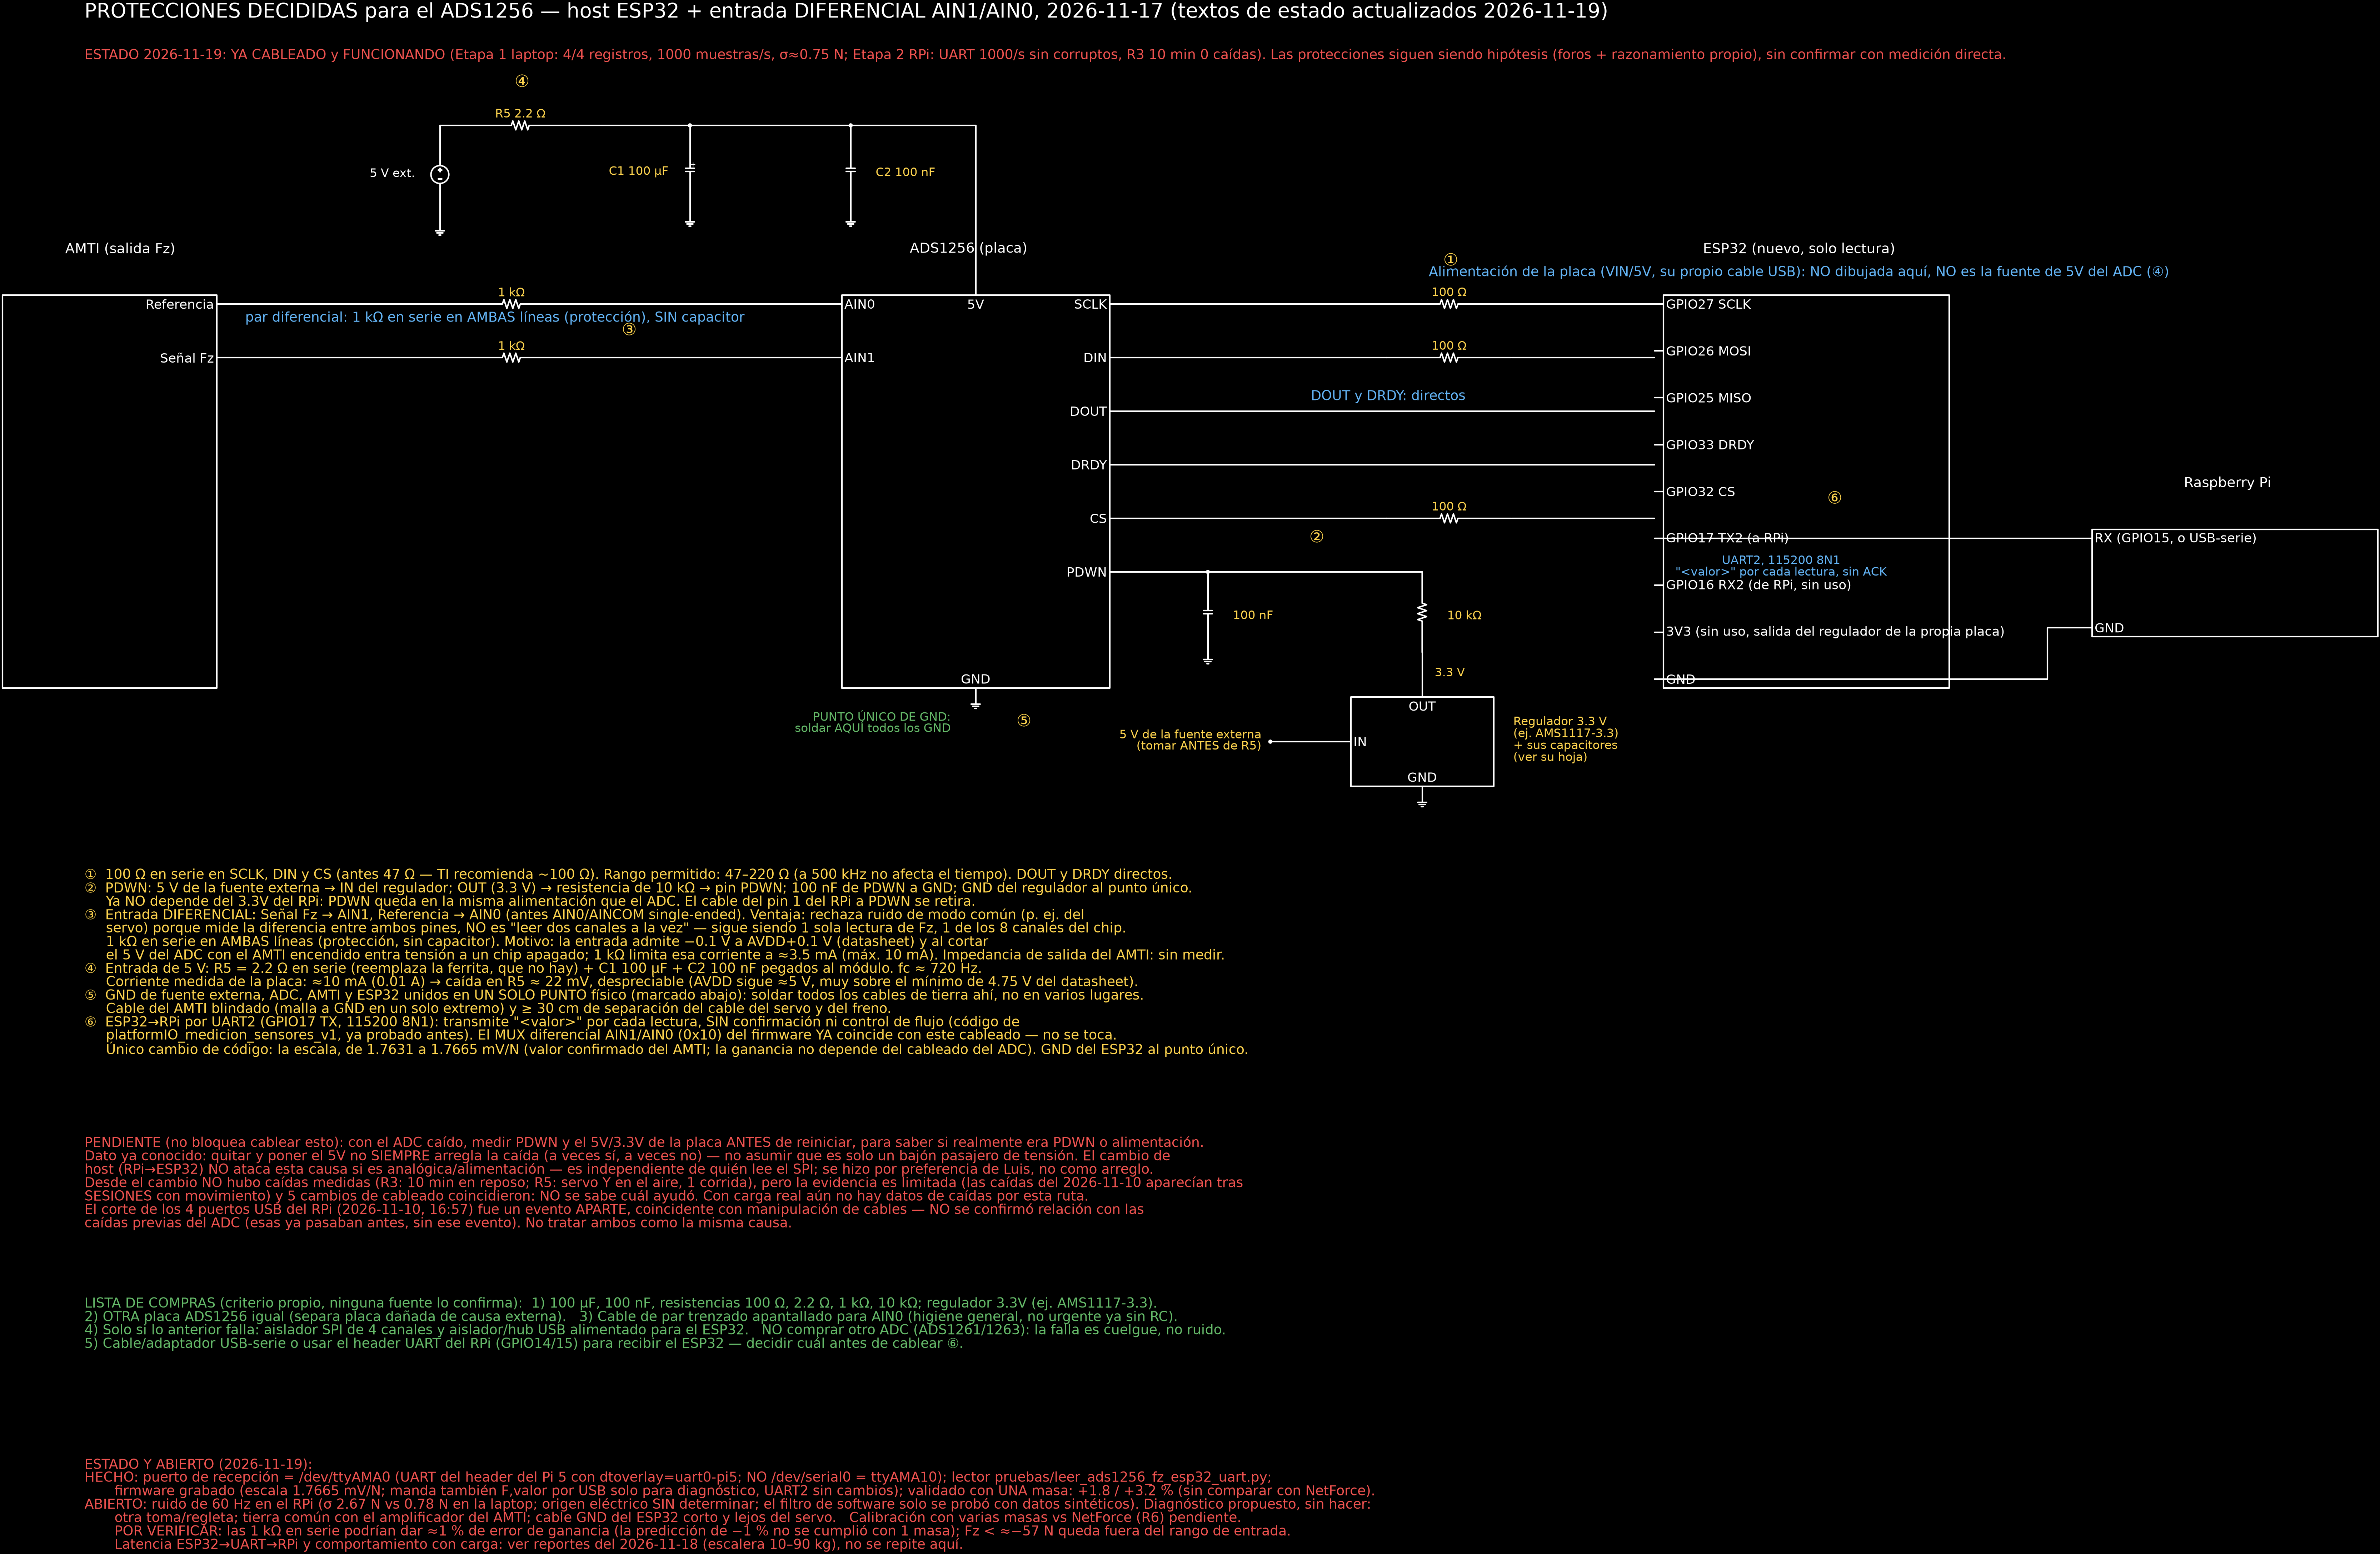 PROTECCIONES DECIDIDAS para el ADS1256 — host ESP32 + entrada DIFERENCIAL AIN1/AIN0, 2026-11-17 (textos de estado actualizados 2026-11-19)
ESTADO 2026-11-19: YA CABLEADO y FUNCIONANDO (Etapa 1 laptop: 4/4 registros, 1000 muestras/s, σ≈0.75 N; Etapa 2 RPi: UART 1000/s sin corruptos, R3 10 min 0 caídas). Las protecciones siguen siendo hipótesis (foros + razonamiento propio), sin confirmar con medición directa.
④
R5 2.2 Ω
5 V ext.
C1 100 µF
C2 100 nF
AMTI (salida Fz)
ADS1256 (placa)
①
ESP32 (nuevo, solo lectura)
Alimentación de la placa (VIN/5V, su propio cable USB): NO dibujada aquí, NO es la fuente de 5V del ADC (④)
Referencia
1 kΩ
AIN0
5V
SCLK
100 Ω
GPIO27 SCLK
par diferencial: 1 kΩ en serie en AMBAS líneas (protección), SIN capacitor
③
Señal Fz
1 kΩ
AIN1
DIN
100 Ω
GPIO26 MOSI
DOUT y DRDY: directos
GPIO25 MISO
DOUT
GPIO33 DRDY
DRDY
Raspberry Pi
GPIO32 CS
⑥
CS
100 Ω
②
GPIO17 TX2 (a RPi)
RX (GPIO15, o USB-serie)
UART2, 115200 8N1
"<valor>" por cada lectura, sin ACK
PDWN
GPIO16 RX2 (de RPi, sin uso)
100 nF
10 kΩ
3V3 (sin uso, salida del regulador de la propia placa)
GND
3.3 V
GND
GND
PUNTO ÚNICO DE GND:
soldar AQUÍ todos los GND
⑤
OUT
5 V de la fuente externa
(tomar ANTES de R5)
IN
GND
Regulador 3.3 V
(ej. AMS1117-3.3)
+ sus capacitores
(ver su hoja)
① 100 Ω en serie en SCLK, DIN y CS (antes 47 Ω — TI recomienda ~100 Ω). Rango permitido: 47–220 Ω (a 500 kHz no afecta el tiempo). DOUT y DRDY directos.
② PDWN: 5 V de la fuente externa → IN del regulador; OUT (3.3 V) → resistencia de 10 kΩ → pin PDWN; 100 nF de PDWN a GND; GND del regulador al punto único.
Ya NO depende del 3.3V del RPi: PDWN queda en la misma alimentación que el ADC. El cable del pin 1 del RPi a PDWN se retira.
③ Entrada DIFERENCIAL: Señal Fz → AIN1, Referencia → AIN0 (antes AIN0/AINCOM single-ended). Ventaja: rechaza ruido de modo común (p. ej. del
servo) porque mide la diferencia entre ambos pines, NO es "leer dos canales a la vez" — sigue siendo 1 sola lectura de Fz, 1 de los 8 canales del chip.
1 kΩ en serie en AMBAS líneas (protección, sin capacitor). Motivo: la entrada admite −0.1 V a AVDD+0.1 V (datasheet) y al cortar
el 5 V del ADC con el AMTI encendido entra tensión a un chip apagado; 1 kΩ limita esa corriente a ≈3.5 mA (máx. 10 mA). Impedancia de salida del AMTI: sin medir.
④ Entrada de 5 V: R5 = 2.2 Ω en serie (reemplaza la ferrita, que no hay) + C1 100 µF + C2 100 nF pegados al módulo. fc ≈ 720 Hz.
Corriente medida de la placa: ≈10 mA (0.01 A) → caída en R5 ≈ 22 mV, despreciable (AVDD sigue ≈5 V, muy sobre el mínimo de 4.75 V del datasheet).
⑤ GND de fuente externa, ADC, AMTI y ESP32 unidos en UN SOLO PUNTO físico (marcado abajo): soldar todos los cables de tierra ahí, no en varios lugares.
Cable del AMTI blindado (malla a GND en un solo extremo) y ≥ 30 cm de separación del cable del servo y del freno.
⑥ ESP32→RPi por UART2 (GPIO17 TX, 115200 8N1): transmite "<valor>" por cada lectura, SIN confirmación ni control de flujo (código de
platformIO_medicion_sensores_v1, ya probado antes). El MUX diferencial AIN1/AIN0 (0x10) del firmware YA coincide con este cableado — no se toca.
Único cambio de código: la escala, de 1.7631 a 1.7665 mV/N (valor confirmado del AMTI; la ganancia no depende del cableado del ADC). GND del ESP32 al punto único.
PENDIENTE (no bloquea cablear esto): con el ADC caído, medir PDWN y el 5V/3.3V de la placa ANTES de reiniciar, para saber si realmente era PDWN o alimentación.
Dato ya conocido: quitar y poner el 5V no SIEMPRE arregla la caída (a veces sí, a veces no) — no asumir que es solo un bajón pasajero de tensión. El cambio de
host (RPi→ESP32) NO ataca esta causa si es analógica/alimentación — es independiente de quién lee el SPI; se hizo por preferencia de Luis, no como arreglo.
Desde el cambio NO hubo caídas medidas (R3: 10 min en reposo; R5: servo Y en el aire, 1 corrida), pero la evidencia es limitada (las caídas del 2026-11-10 aparecían tras
SESIONES con movimiento) y 5 cambios de cableado coincidieron: NO se sabe cuál ayudó. Con carga real aún no hay datos de caídas por esta ruta.
El corte de los 4 puertos USB del RPi (2026-11-10, 16:57) fue un evento APARTE, coincidente con manipulación de cables — NO se confirmó relación con las
caídas previas del ADC (esas ya pasaban antes, sin ese evento). No tratar ambos como la misma causa.
LISTA DE COMPRAS (criterio propio, ninguna fuente lo confirma): 1) 100 µF, 100 nF, resistencias 100 Ω, 2.2 Ω, 1 kΩ, 10 kΩ; regulador 3.3V (ej. AMS1117-3.3).
2) OTRA placa ADS1256 igual (separa placa dañada de causa externa). 3) Cable de par trenzado apantallado para AIN0 (higiene general, no urgente ya sin RC).
4) Solo si lo anterior falla: aislador SPI de 4 canales y aislador/hub USB alimentado para el ESP32. NO comprar otro ADC (ADS1261/1263): la falla es cuelgue, no ruido.
5) Cable/adaptador USB-serie o usar el header UART del RPi (GPIO14/15) para recibir el ESP32 — decidir cuál antes de cablear ⑥.
ESTADO Y ABIERTO (2026-11-19):
HECHO: puerto de recepción = /dev/ttyAMA0 (UART del header del Pi 5 con dtoverlay=uart0-pi5; NO /dev/serial0 = ttyAMA10); lector pruebas/leer_ads1256_fz_esp32_uart.py;
firmware grabado (escala 1.7665 mV/N; manda también F,valor por USB solo para diagnóstico, UART2 sin cambios); validado con UNA masa: +1.8 / +3.2 % (sin comparar con NetForce).
ABIERTO: ruido de 60 Hz en el RPi (σ 2.67 N vs 0.78 N en la laptop; origen eléctrico SIN determinar; el filtro de software solo se probó con datos sintéticos). Diagnóstico propuesto, sin hacer:
otra toma/regleta; tierra común con el amplificador del AMTI; cable GND del ESP32 corto y lejos del servo. Calibración con varias masas vs NetForce (R6) pendiente.
POR VERIFICAR: las 1 kΩ en serie podrían dar ≈1 % de error de ganancia (la predicción de −1 % no se cumplió con 1 masa); Fz < ≈−57 N queda fuera del rango de entrada.
Latencia ESP32→UART→RPi y comportamiento con carga: ver reportes del 2026-11-18 (escalera 10–90 kg), no se repite aquí.